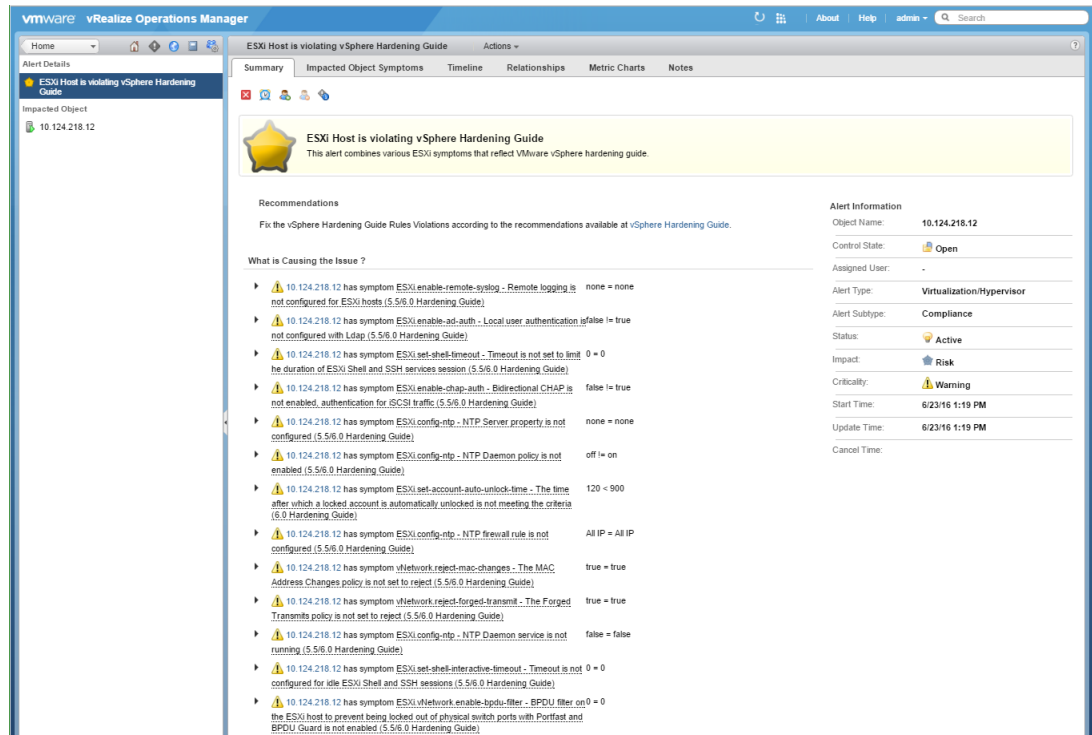 vmware vRealize Operations Manager
About Help admin Search
Home
Alert Details
ESXi Host is violating vSphere Hardening
Guide
Impacted Object
10.124.218.12
ESXi Host is violating vSphere Hardening Guide Actions
?
Summary Impacted Object Symptoms Timeline Relationships Metric Charts Notes
ESXi Host is violating vSphere Hardening Guide
This alert combines various ESXi symptoms that reflect VMware vSphere hardening guide.
Recommendations
Fix the vSphere Hardening Guide Rules Violations according to the recommendations available at vSphere Hardening Guide.
What is Causing the Issue ?
10.124.218.12 has symptom ESXi.enable-remote-syslog - Remote logging is none = none
not configured for ESXi hosts (5.5/6.0 Hardening Guide)
10.124.218.12 has symptom ESXi.enable-ad-auth - Local user authentication is false != true
not configured with Ldap (5.5/6.0 Hardening Guide)
10.124.218.12 has symptom ESXi.set-shell-timeout - Timeout is not set to limit 0 = 0
he duration of ESXi Shell and SSH services session (5.5/6.0 Hardening Guide)
10.124.218.12 has symptom ESXi.enable-chap-auth - Bidirectional CHAP is false != true
not enabled, authentication for iSCSI traffic (5.5/6.0 Hardening Guide)
10.124.218.12 has symptom ESXi.config-ntp - NTP Server property is not none = none
configured (5.5/6.0 Hardening Guide)
10.124.218.12 has symptom ESXi.config-ntp - NTP Daemon policy is not off != on
enabled (5.5/6.0 Hardening Guide)
10.124.218.12 has symptom ESXi.set-account-auto-unlock-time - The time 120 < 900
after which a locked account is automatically unlocked is not meeting the criteria
(6.0 Hardening Guide)
10.124.218.12 has symptom ESXi.config-ntp - NTP firewall rule is not All IP = All IP
configured (5.5/6.0 Hardening Guide)
10.124.218.12 has symptom vNetwork.reject-mac-changes - The MAC true = true
Address Changes policy is not set to reject (5.5/6.0 Hardening Guide)
10.124.218.12 has symptom vNetwork.reject-forged-transmit - The Forged true = true
Transmits policy is not set to reject (5.5/6.0 Hardening Guide)
10.124.218.12 has symptom ESXi.config-ntp - NTP Daemon service is not false = false
running (5.5/6.0 Hardening Guide)
10.124.218.12 has symptom ESXi.set-shell-interactive-timeout - Timeout is not 0 = 0
configured for idle ESXi Shell and SSH sessions (5.5/6.0 Hardening Guide)
10.124.218.12 has symptom ESXi.vNetwork.enable-bpdu-filter - BPDU filter on 0 = 0
the ESXi host to prevent being locked out of physical switch ports with Portfast and
BPDU Guard is not enabled (5.5/6.0 Hardening Guide)
Alert Information
Object Name: 10.124.218.12
Control State: Open
Assigned User: -
Alert Type: Virtualization/Hypervisor
Alert Subtype: Compliance
Status: Active
Impact: Risk
Criticality: Warning
Start Time: 6/23/16 1:19 PM
Update Time: 6/23/16 1:19 PM
Cancel Time: